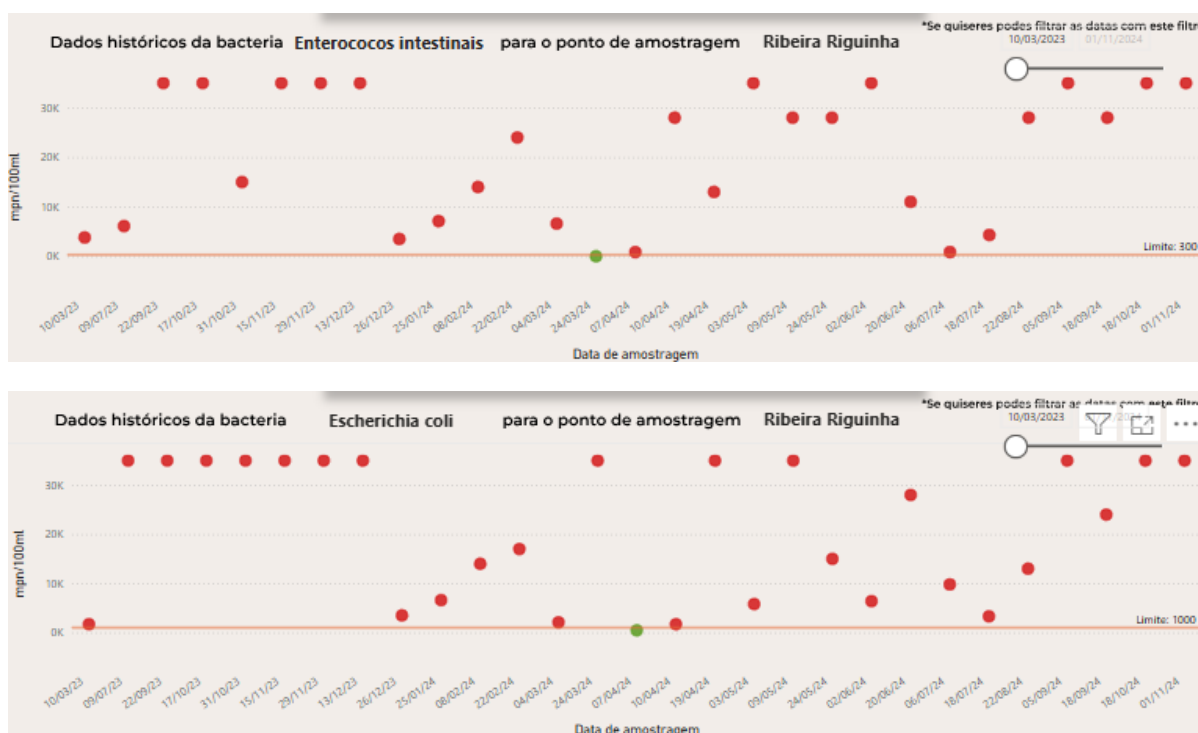 *Se quiseres podes filtrar as datas com este filtr
Dados históricos da bacteria Enterococos intestinais para o ponto de amostragem Ribeira Riguinha
10/03/2023 01/11/2024
30K
20K
10K
0K
mpn/100ml
Limite: 300
10/03/23 09/07/23 22/09/23 17/10/23 31/10/23 15/11/23 29/11/23 13/12/23 26/12/23 25/01/24 08/02/24 22/02/24 04/03/24 24/03/24 07/04/24 10/04/24 19/04/24 03/05/24 09/05/24 24/05/24 02/06/24 20/06/24 06/07/24 18/07/24 22/08/24 05/09/24 18/09/24 18/10/24 01/11/24
Data de amostragem
*Se quiseres podes filtrar as datas com este filtr
Dados históricos da bacteria Escherichia coli para o ponto de amostragem Ribeira Riguinha
10/03/2023
30K
20K
10K
0K
mpn/100ml
Limite: 1000
10/03/23 09/07/23 22/09/23 17/10/23 31/10/23 15/11/23 29/11/23 13/12/23 26/12/23 25/01/24 08/02/24 22/02/24 04/03/24 24/03/24 07/04/24 10/04/24 19/04/24 03/05/24 09/05/24 24/05/24 02/06/24 20/06/24 06/07/24 18/07/24 22/08/24 05/09/24 18/09/24 18/10/24 01/11/24
Data de amostragem